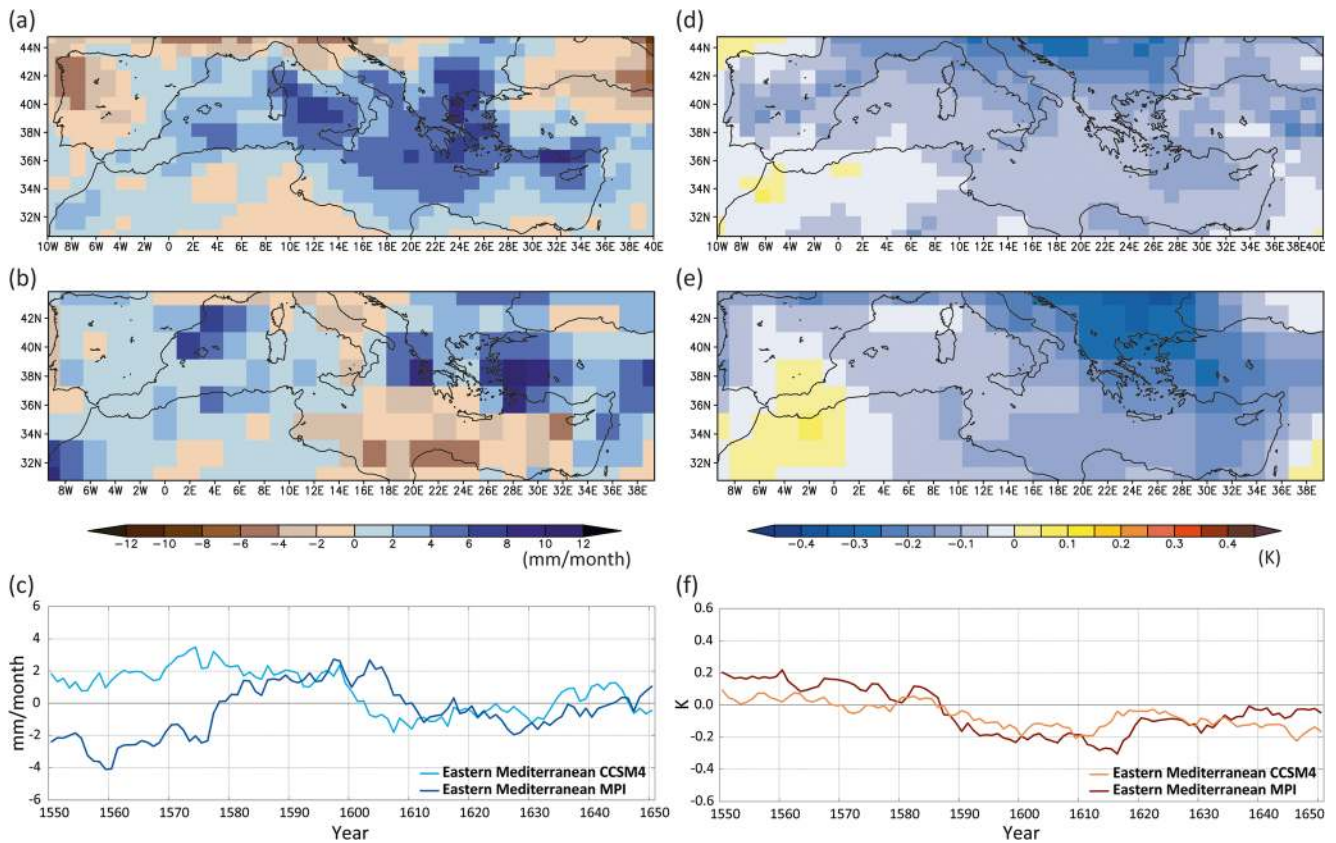 (a)
44N
42N
40N
38N
36N
34N
32N
10W 8W 6W 4W 2W 0 2E 4E 6E 8E 10E 12E 14E 16E 18E 20E 22E 24E 26E 28E 30E 32E 34E 36E 38E 40E
(d)
44N
42N
40N
38N
36N
34N
32N
10W 8W 6W 4W 2W 0 2E 4E 6E 8E 10E 12E 14E 16E 18E 20E 22E 24E 26E 28E 30E 32E 34E 36E 38E 40E
(b)
42N
40N
38N
36N
34N
32N
8W 6W 4W 2W 0 2E 4E 6E 8E 10E 12E 14E 16E 18E 20E 22E 24E 26E 28E 30E 32E 34E 36E 38E
(e)
42N
40N
38N
36N
34N
32N
8W 6W 4W 2W 0 2E 4E 6E 8E 10E 12E 14E 16E 18E 20E 22E 24E 26E 28E 30E 32E 34E 36E 38E
−12 −10 −8 −6 −4 −2 0 2 4 6 8 10 12
(mm/month)
−0.4 −0.3 −0.2 −0.1 0 0.1 0.2 0.3 0.4
(K)
(c)
mm/month
6
4
2
0
-2
-4
-6
Eastern Mediterranean CCSM4
Eastern Mediterranean MPI
1550 1560 1570 1580 1590 1600 1610 1620 1630 1640 1650
Year
(f)
K
0.6
0.4
0.2
0.0
-0.2
-0.4
-0.6
Eastern Mediterranean CCSM4
Eastern Mediterranean MPI
1550 1560 1570 1580 1590 1600 1610 1620 1630 1640 1650
Year